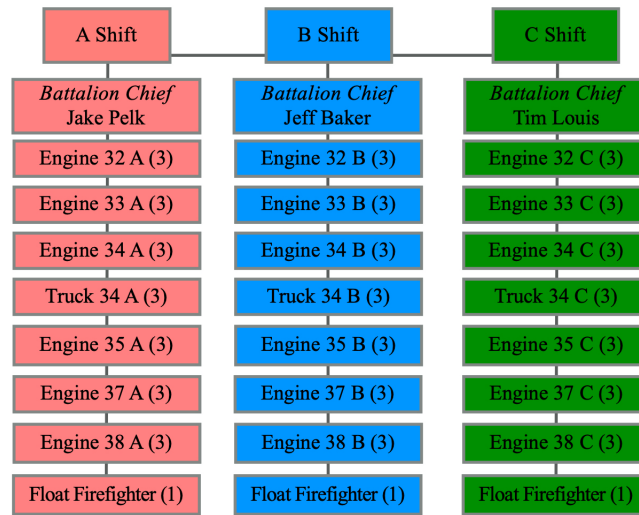 A Shift
B Shift
C Shift
Battalion Chief
Jake Pelk
Battalion Chief
Jeff Baker
Battalion Chief
Tim Louis
Engine 32 A (3)
Engine 32 B (3)
Engine 32 C (3)
Engine 33 A (3)
Engine 33 B (3)
Engine 33 C (3)
Engine 34 A (3)
Engine 34 B (3)
Engine 34 C (3)
Truck 34 A (3)
Truck 34 B (3)
Truck 34 C (3)
Engine 35 A (3)
Engine 35 B (3)
Engine 35 C (3)
Engine 37 A (3)
Engine 37 B (3)
Engine 37 C (3)
Engine 38 A (3)
Engine 38 B (3)
Engine 38 C (3)
Float Firefighter (1)
Float Firefighter (1)
Float Firefighter (1)